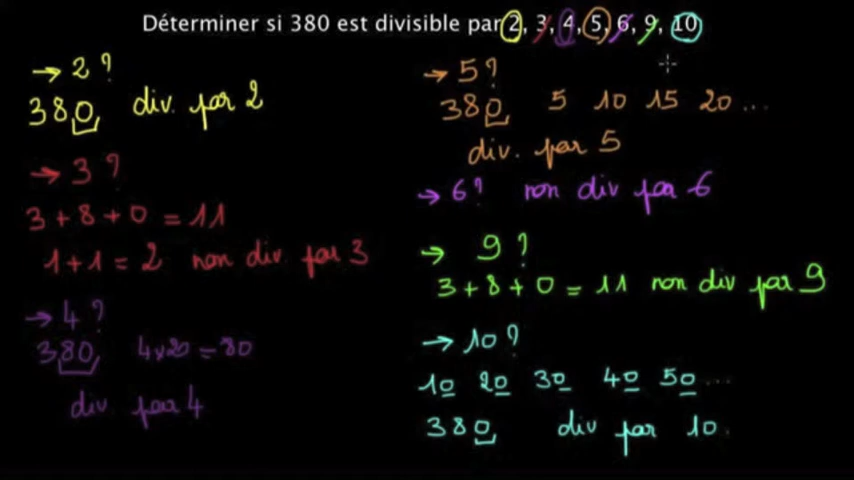 Déterminer si 380 est divisible par 2, 3, 4, 5, 6, 9, 10
→ 2 ?
380 div. par 2
→ 3 ?
3 + 8 + 0 = 11
1 + 1 = 2 non div. par 3
→ 4 ?
380 4x20 = 80
div. par 4
→ 5 ?
380 5 10 15 20 ...
div. par 5
→ 6 ? non div par 6
→ 9 ?
3 + 8 + 0 = 11 non div par 9
→ 10 ?
10 20 30 40 50 ...
380 div par 10.